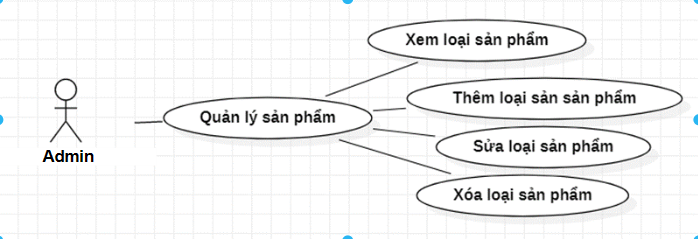 Xem loại sản phẩm
Thêm loại sản sản phẩm
Quản lý sản phẩm
Sửa loại sản phẩm
Admin
Xóa loại sản phẩm